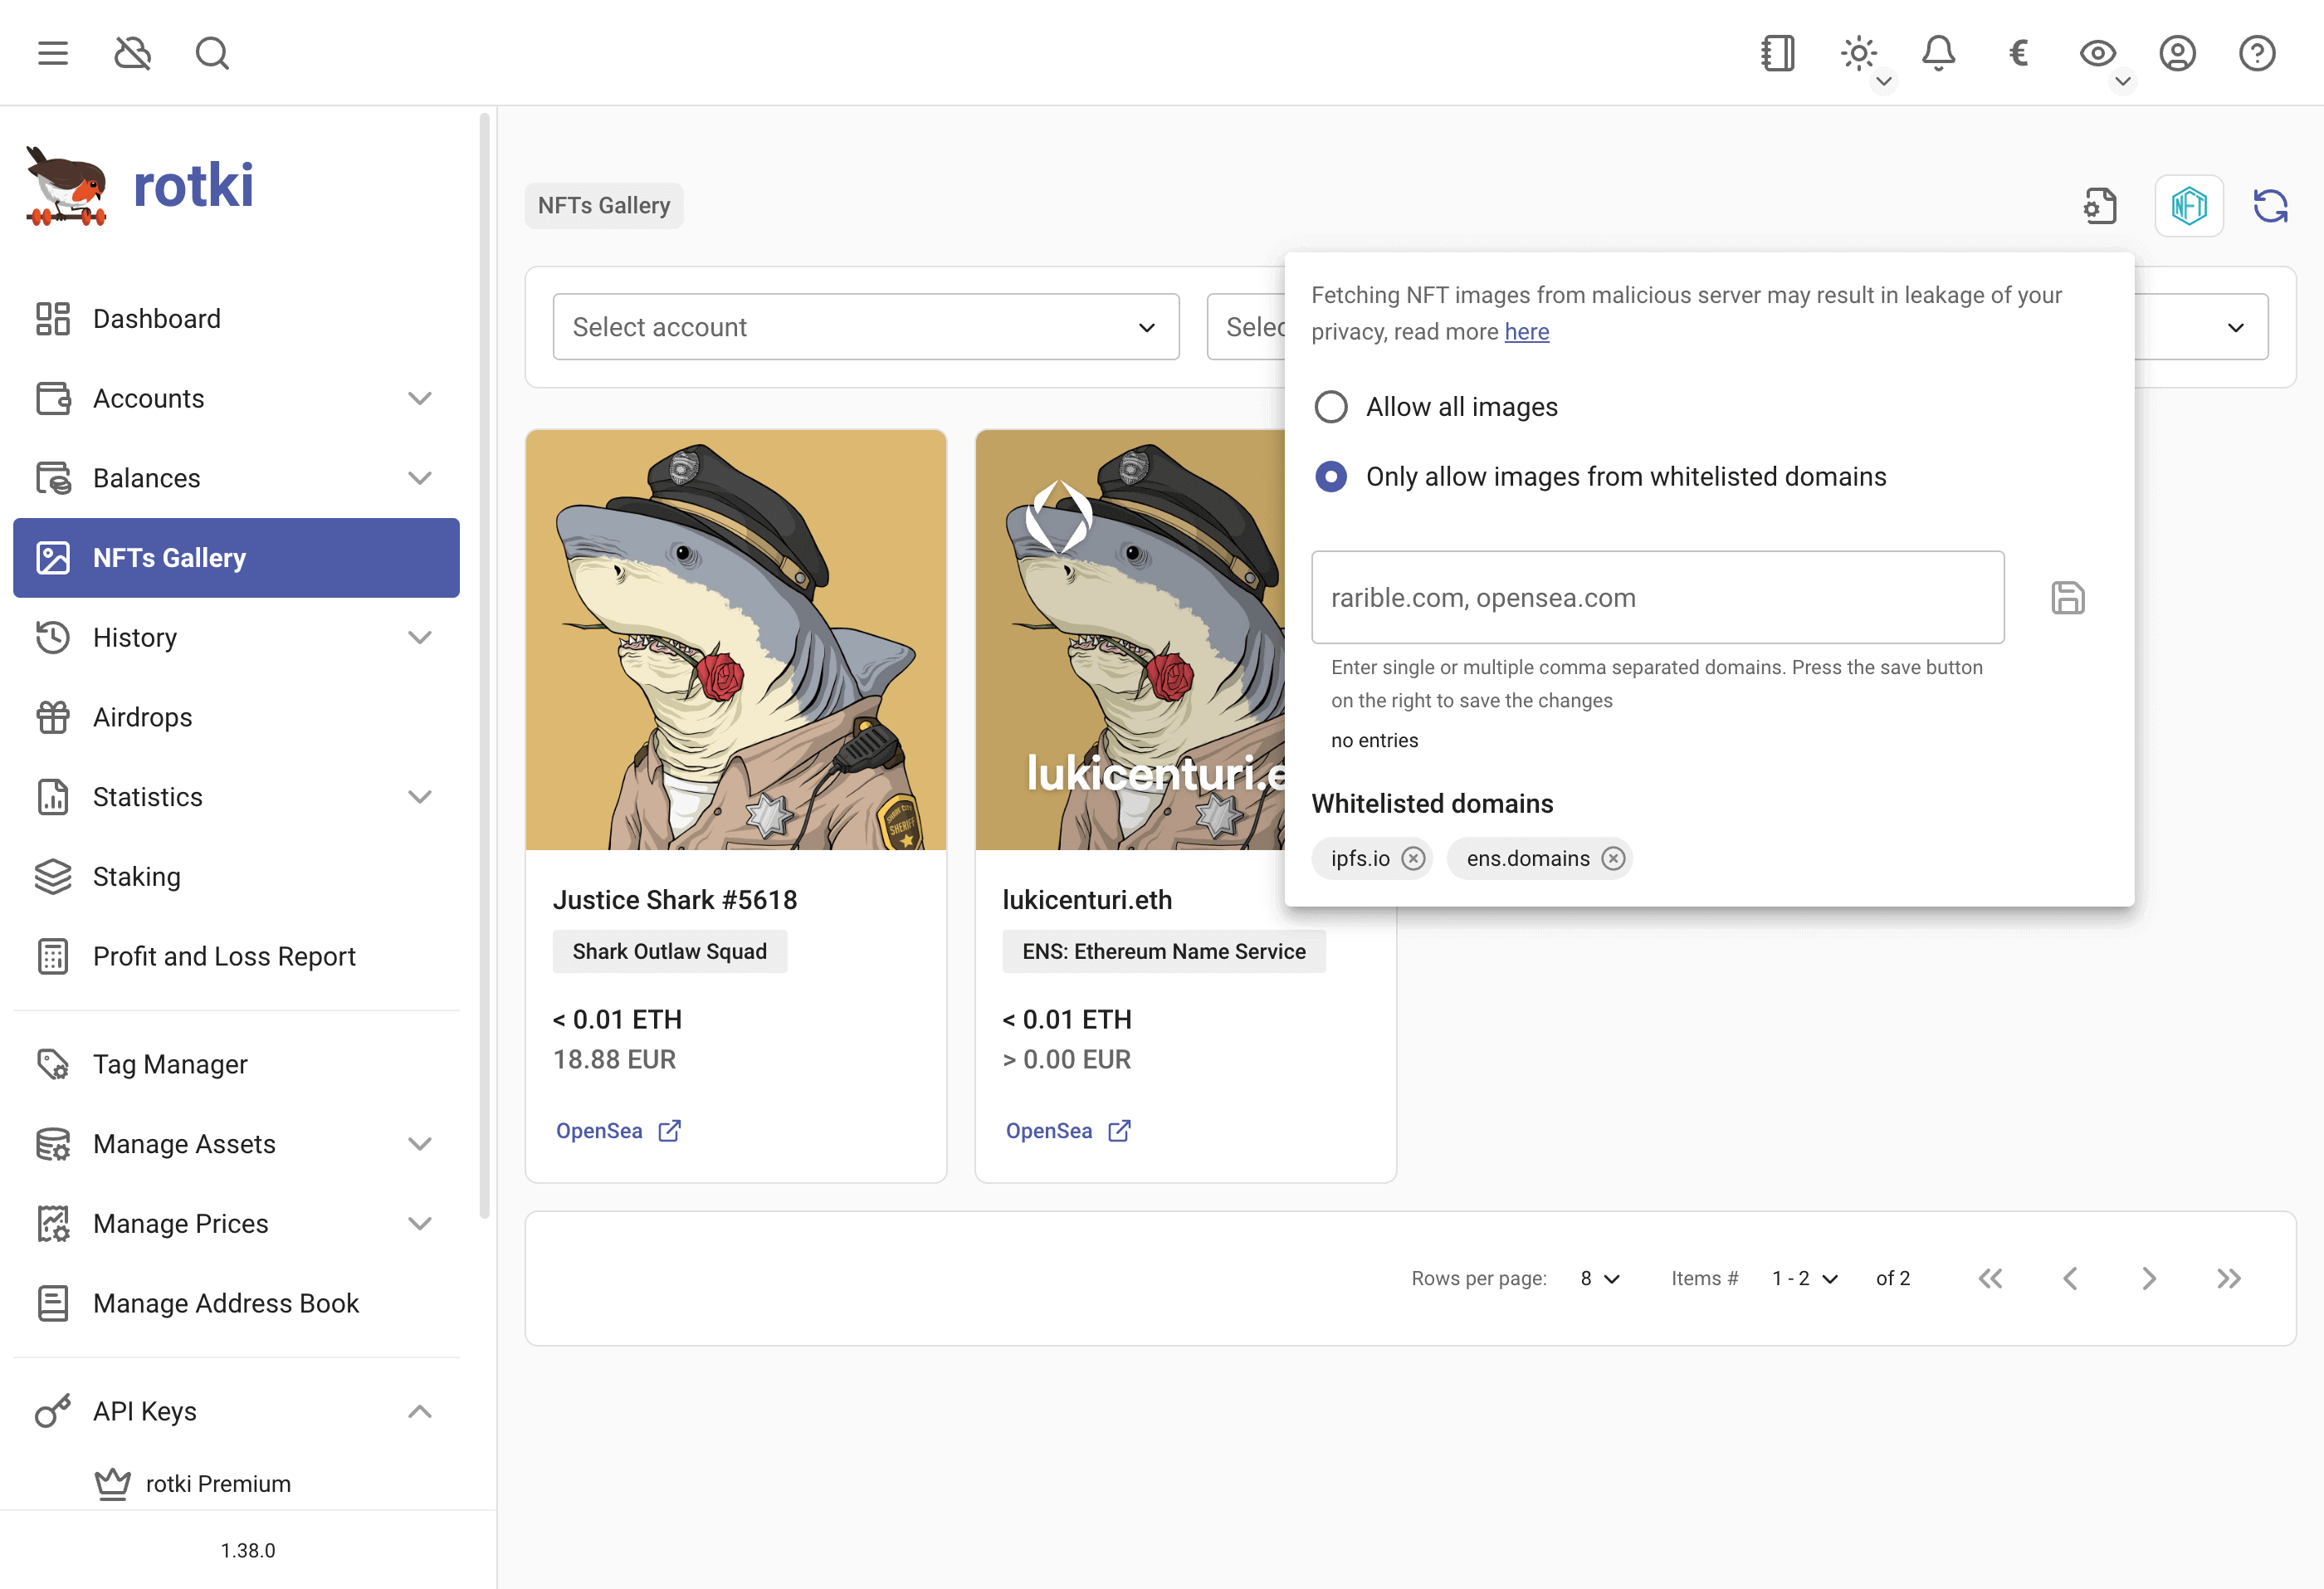 rotki
Dashboard
Accounts
Balances
NFTs Gallery
History
Airdrops
Statistics
Staking
Profit and Loss Report
Tag Manager
Manage Assets
Manage Prices
Manage Address Book
API Keys
rotki Premium
1.38.0
€
NFTs Gallery
NFT
Select account
Selec
Fetching NFT images from malicious server may result in leakage of your
privacy, read more here
Allow all images
Only allow images from whitelisted domains
rarible.com, opensea.com
Enter single or multiple comma separated domains. Press the save button
on the right to save the changes
no entries
Whitelisted domains
ipfs.io
ens.domains
SHERIFF
lukicenturi.e
Justice Shark #5618
Shark Outlaw Squad
< 0.01 ETH
18.88 EUR
OpenSea
lukicenturi.eth
ENS: Ethereum Name Service
< 0.01 ETH
> 0.00 EUR
OpenSea
Rows per page: 8 Items # 1 - 2 of 2